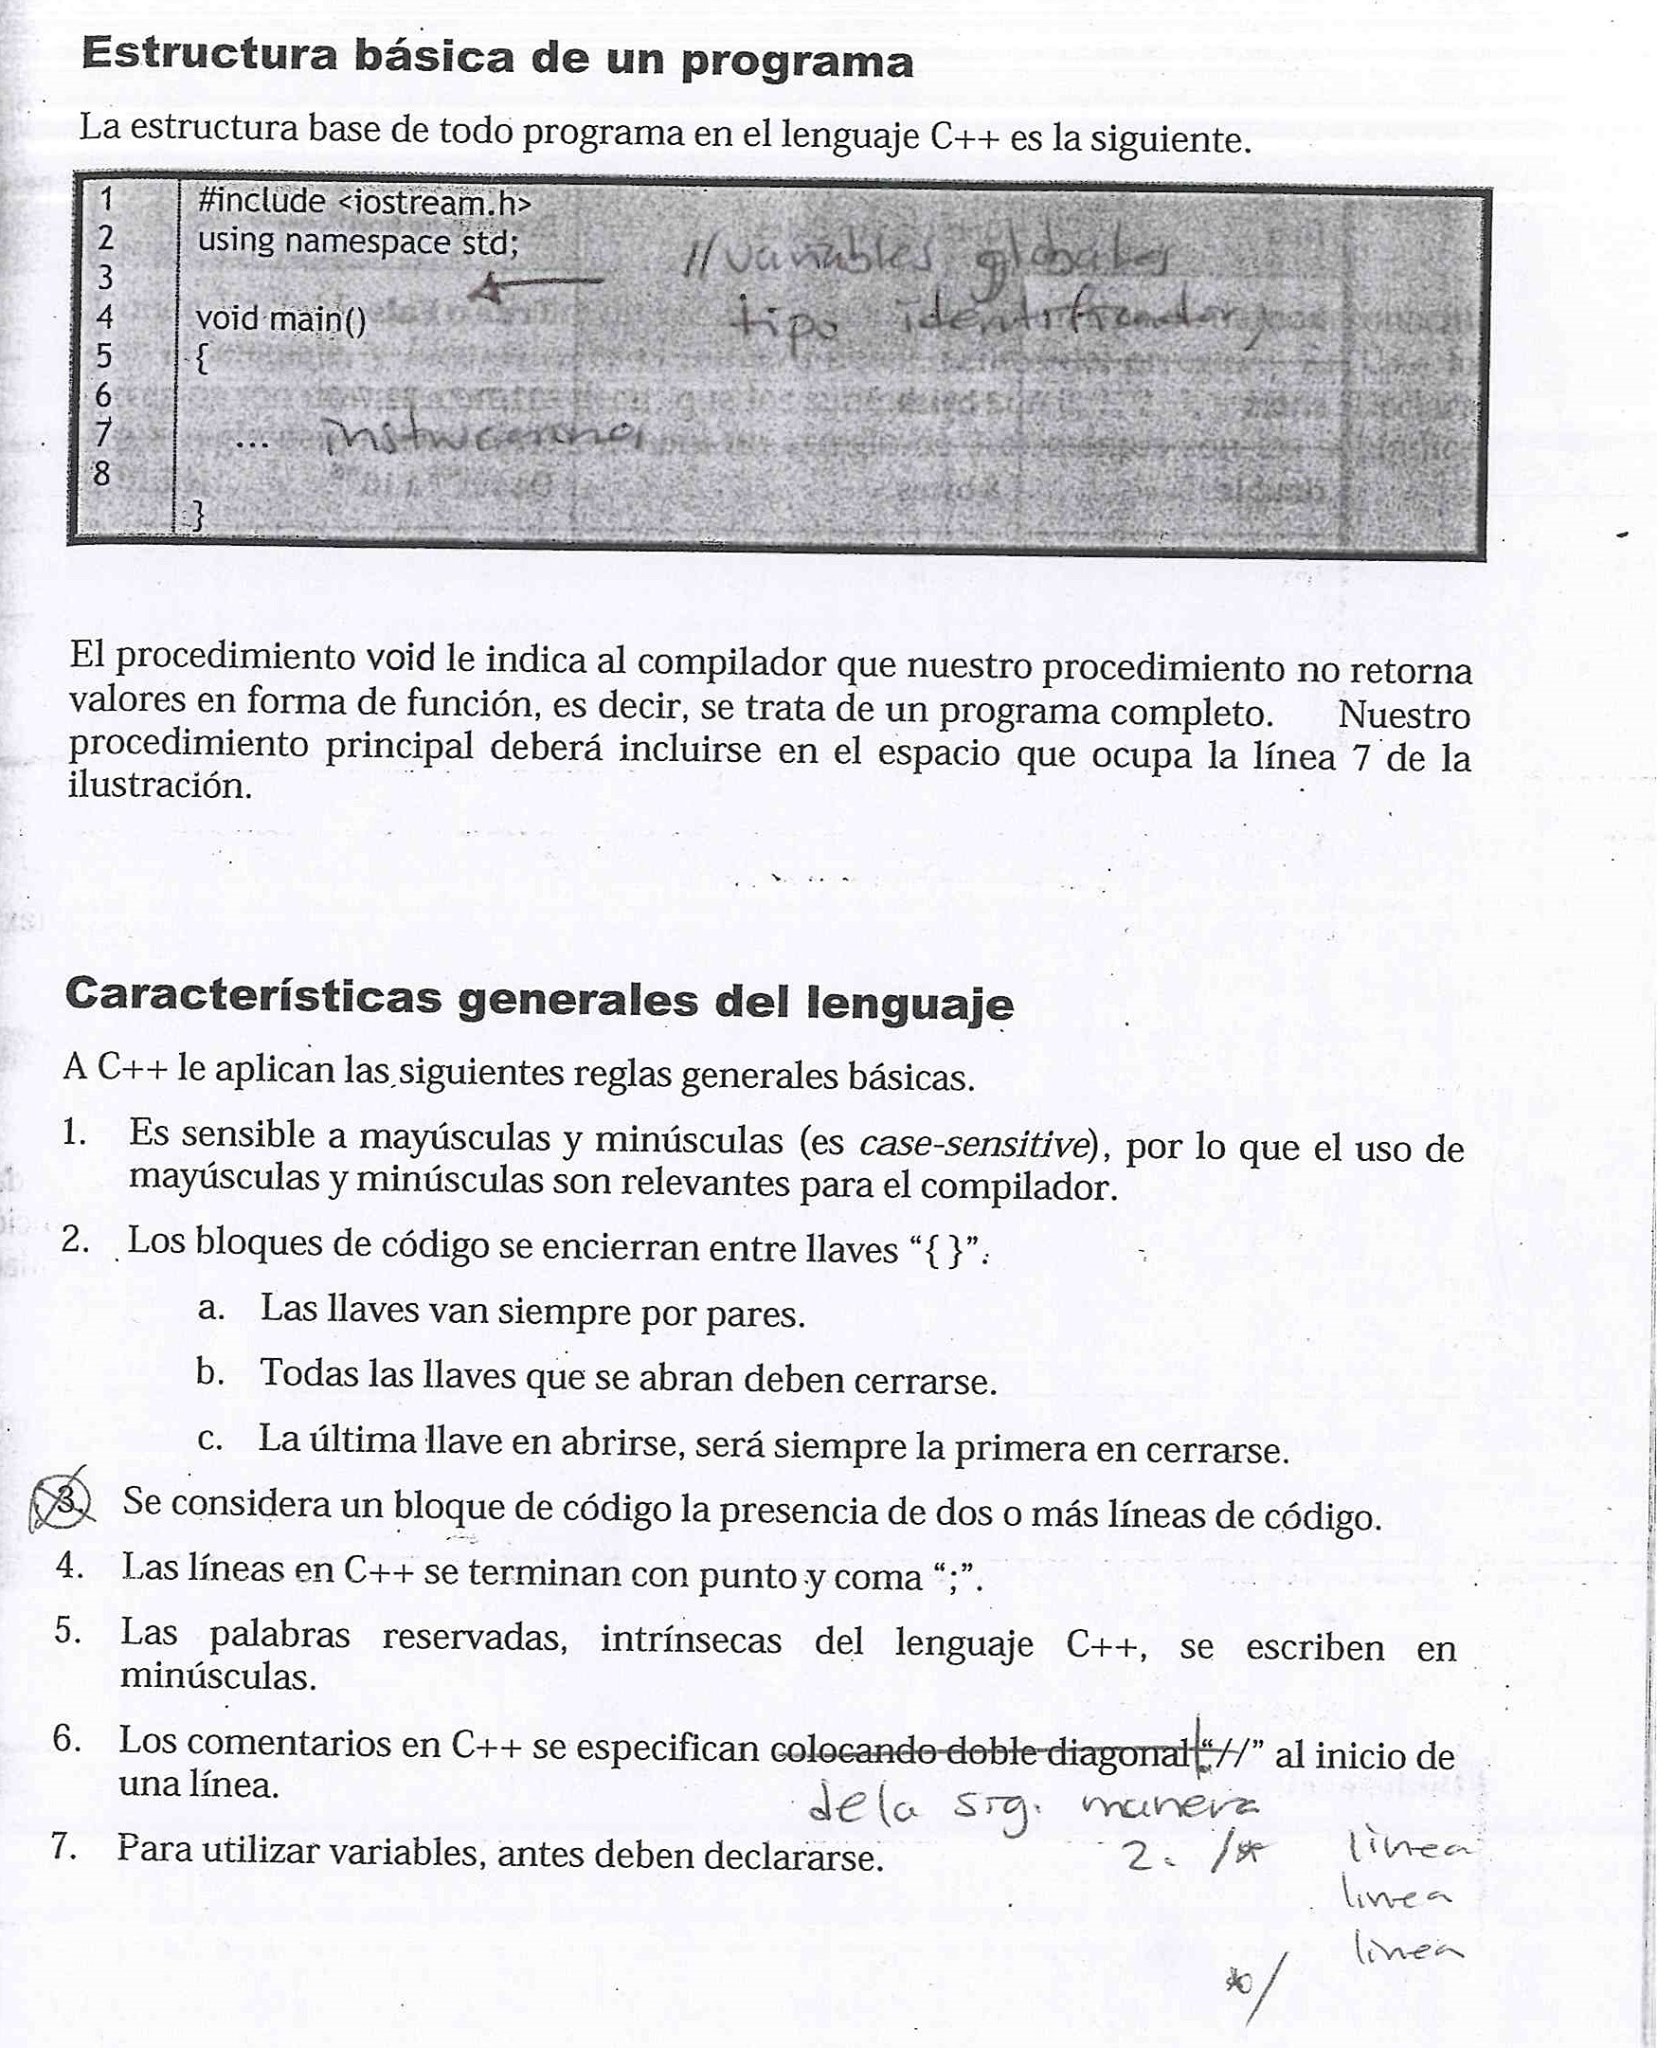 Estructura básica de un programa
La estructura base de todo programa en el lenguaje C++ es la siguiente.
1 #include <iostream.h>
2 using namespace std;
//variables globales
3
4 void main()
tipo identificador;
5 {
6
7 ... instrucciones
8
}
El procedimiento void le indica al compilador que nuestro procedimiento no retorna
valores en forma de función, es decir, se trata de un programa completo. Nuestro
procedimiento principal deberá incluirse en el espacio que ocupa la línea 7 de la
ilustración.
Características generales del lenguaje
A C++ le aplican las siguientes reglas generales básicas.
1. Es sensible a mayúsculas y minúsculas (es case-sensitive), por lo que el uso de
mayúsculas y minúsculas son relevantes para el compilador.
2. Los bloques de código se encierran entre llaves “{ }”.
a. Las llaves van siempre por pares.
b. Todas las llaves que se abran deben cerrarse.
c. La última llave en abrirse, será siempre la primera en cerrarse.
3. Se considera un bloque de código la presencia de dos o más líneas de código.
4. Las líneas en C++ se terminan con punto y coma “;”.
5. Las palabras reservadas, intrínsecas del lenguaje C++, se escriben en
minúsculas.
6. Los comentarios en C++ se especifican colocando doble diagonal “//” al inicio de
una línea.
de la sig. manera
7. Para utilizar variables, antes deben declararse.
2. /* línea
linea
linea
*/